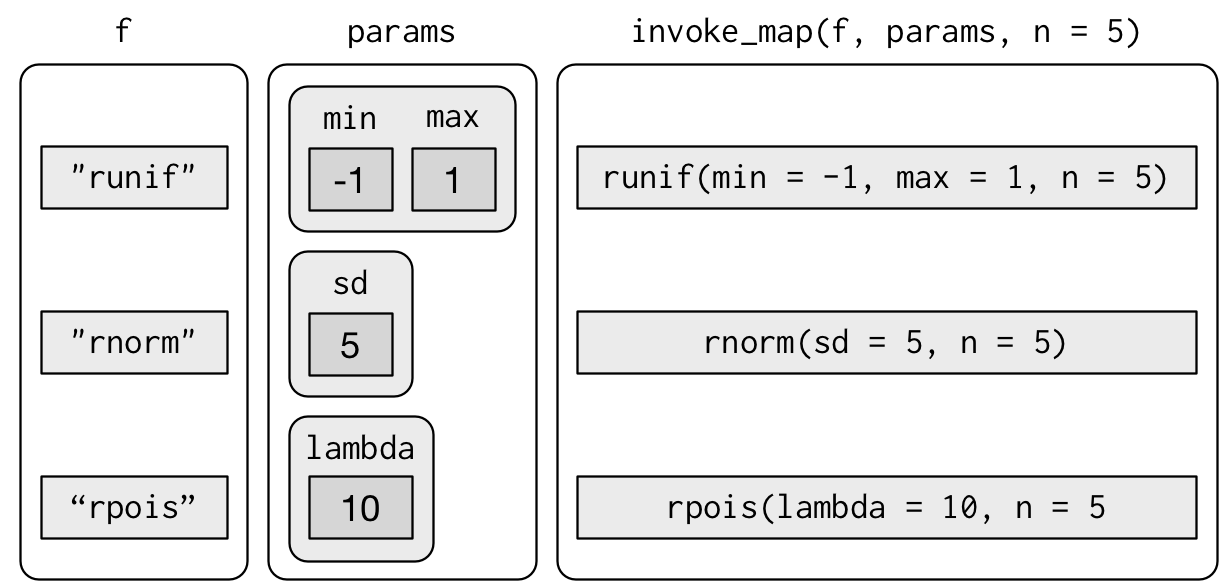 f
params
invoke_map(f, params, n = 5)
min max
"runif"
-1 1
runif(min = -1, max = 1, n = 5)
sd
"rnorm"
5
rnorm(sd = 5, n = 5)
lambda
“rpois”
10
rpois(lambda = 10, n = 5